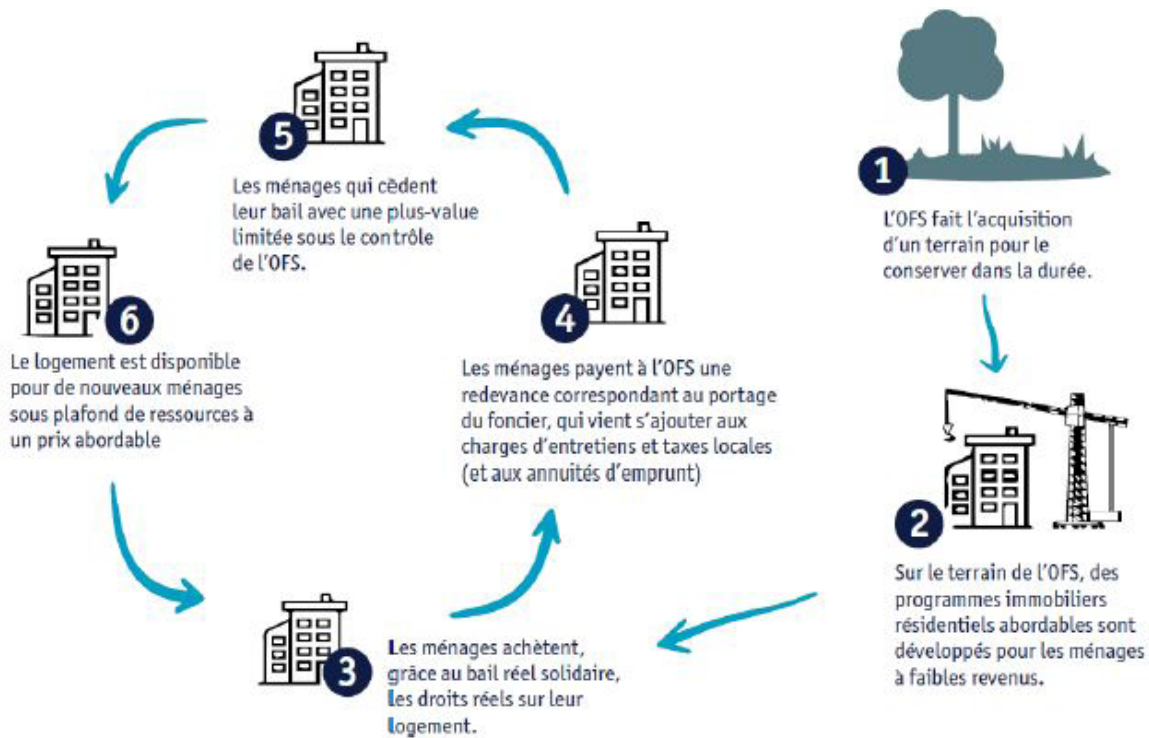 1
L'OFS fait l'acquisition
d'un terrain pour le
conserver dans la durée.
2
Sur le terrain de l'OFS, des
programmes immobiliers
résidentiels abordables sont
développés pour les ménages
à faibles revenus.
3
Les ménages achètent,
grâce au bail réel solidaire,
les droits réels sur leur
logement.
4
Les ménages payent à l'OFS une
redevance correspondant au portage
du foncier, qui vient s'ajouter aux
charges d'entretiens et taxes locales
(et aux annuités d'emprunt)
5
Les ménages qui cèdent
leur bail avec une plus-value
limitée sous le contrôle
de l'OFS.
6
Le logement est disponible
pour de nouveaux ménages
sous plafond de ressources à
un prix abordable